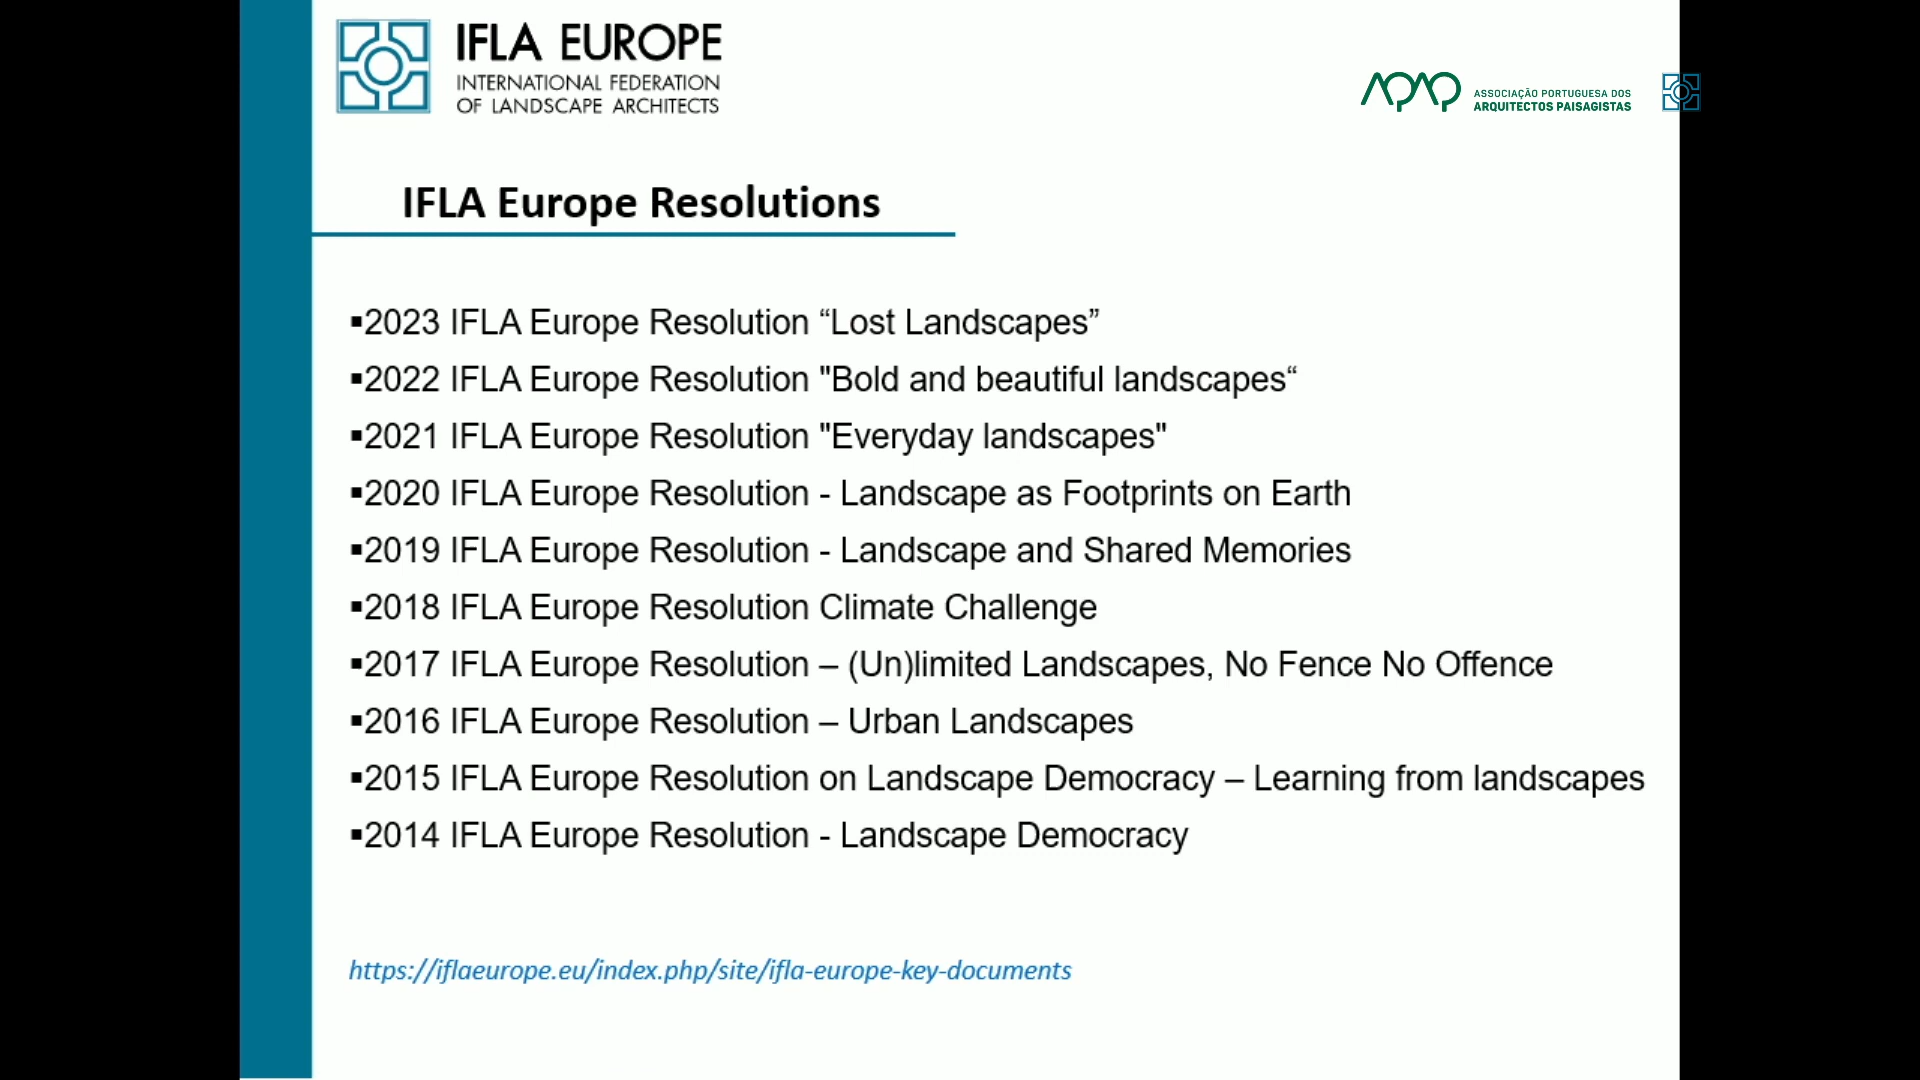 IFLA EUROPE
INTERNATIONAL FEDERATION
OF LANDSCAPE ARCHITECTS
APAP
ASSOCIAÇÃO PORTUGUESA DOS
ARQUITECTOS PAISAGISTAS
IFLA Europe Resolutions
▪2023 IFLA Europe Resolution “Lost Landscapes”
▪2022 IFLA Europe Resolution "Bold and beautiful landscapes“
▪2021 IFLA Europe Resolution "Everyday landscapes"
▪2020 IFLA Europe Resolution - Landscape as Footprints on Earth
▪2019 IFLA Europe Resolution - Landscape and Shared Memories
▪2018 IFLA Europe Resolution Climate Challenge
▪2017 IFLA Europe Resolution – (Un)limited Landscapes, No Fence No Offence
▪2016 IFLA Europe Resolution – Urban Landscapes
▪2015 IFLA Europe Resolution on Landscape Democracy – Learning from landscapes
▪2014 IFLA Europe Resolution - Landscape Democracy
https://iflaeurope.eu/index.php/site/ifla-europe-key-documents